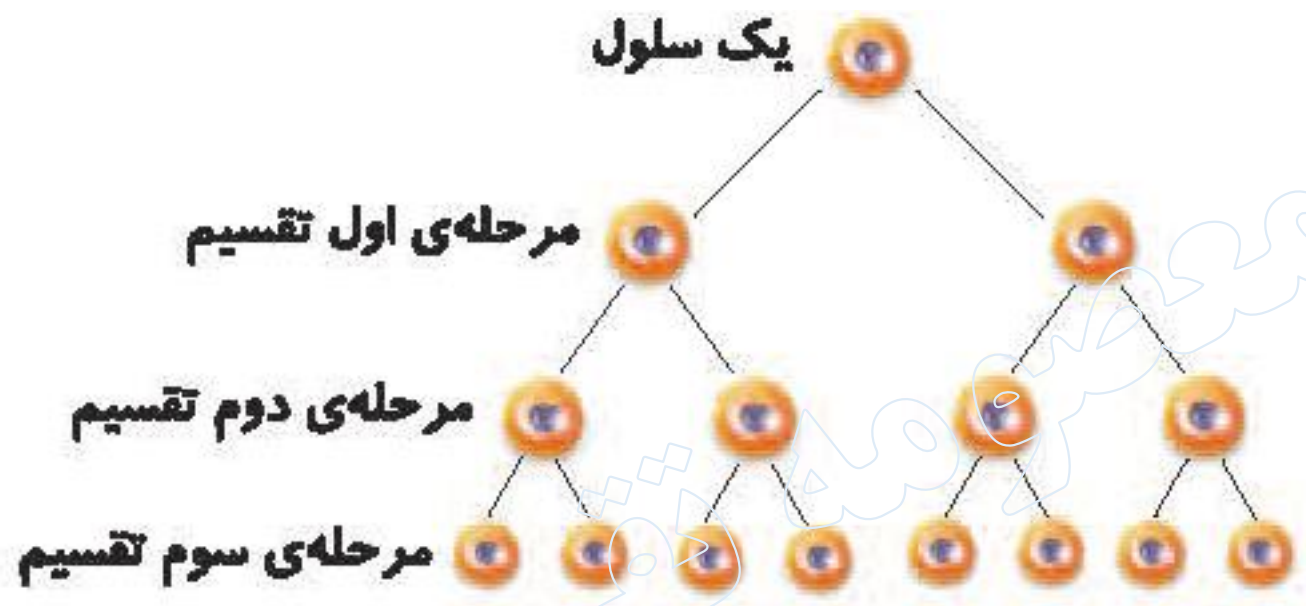 یک سلول
مرحله‌ی اول تقسیم
مرحله‌ی دوم تقسیم
مرحله‌ی سوم تقسیم